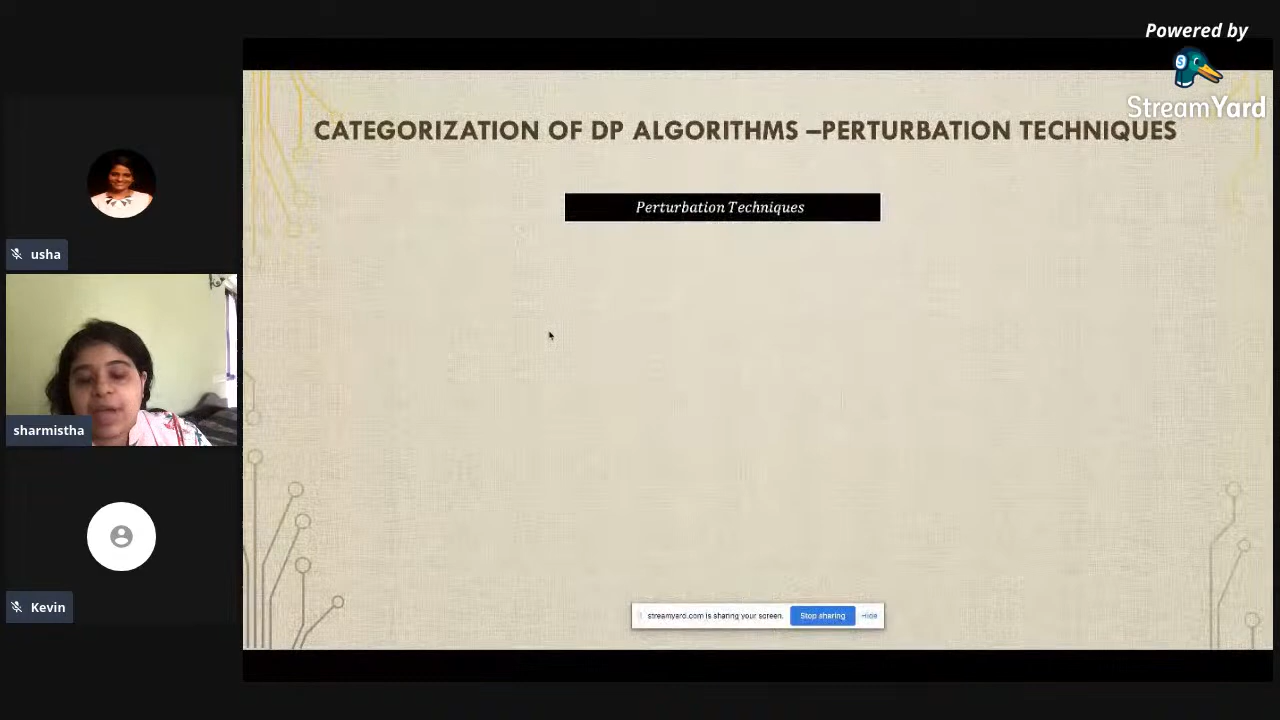 Powered by
StreamYard
CATEGORIZATION OF DP ALGORITHMS –PERTURBATION TECHNIQUES
Perturbation Techniques
usha
sharmistha
Kevin
streamyard.com is sharing your screen.
Stop sharing
Hide